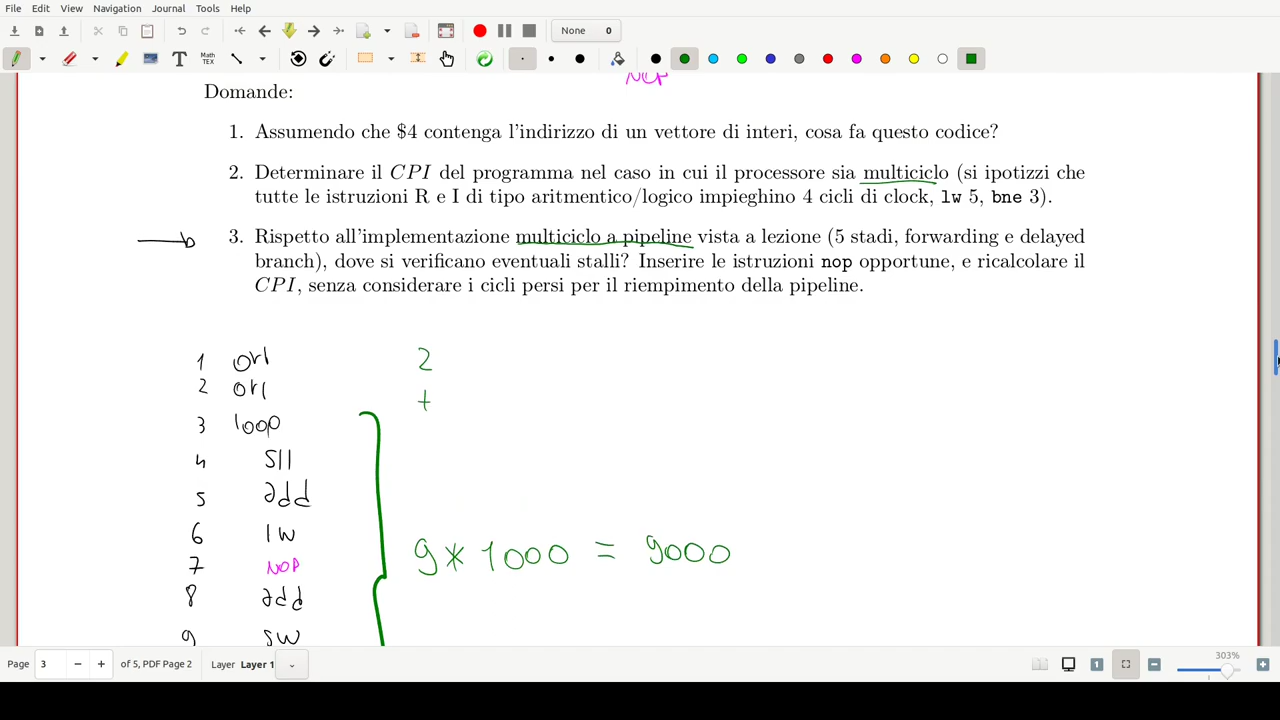 File Edit View Navigation Journal Tools Help
None 0
T Math TEX
NOP
Domande:
1. Assumendo che $4 contenga l'indirizzo di un vettore di interi, cosa fa questo codice?
2. Determinare il CPI del programma nel caso in cui il processore sia multiciclo (si ipotizzi che
tutte le istruzioni R e I di tipo aritmentico/logico impieghino 4 cicli di clock, lw 5, bne 3).
3. Rispetto all'implementazione multiciclo a pipeline vista a lezione (5 stadi, forwarding e delayed
branch), dove si verificano eventuali stalli? Inserire le istruzioni nop opportune, e ricalcolare il
CPI, senza considerare i cicli persi per il riempimento della pipeline.
1 ori 2
2 ori +
3 loop
4 sll
5 add
6 lw
9 * 1000 = 9000
7 NOP
8 add
9 sw
Page 3 of 5, PDF Page 2 Layer Layer 1 1 303%